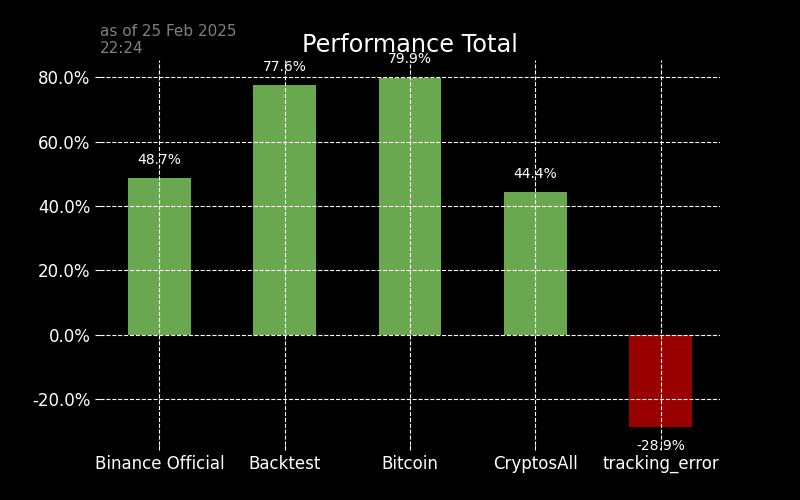 as of 25 Feb 2025
22:24
Performance Total
80.0%
60.0%
40.0%
20.0%
0.0%
-20.0%
48.7%
77.6%
79.9%
44.4%
-28.9%
Binance Official
Backtest
Bitcoin
CryptosAll
tracking_error